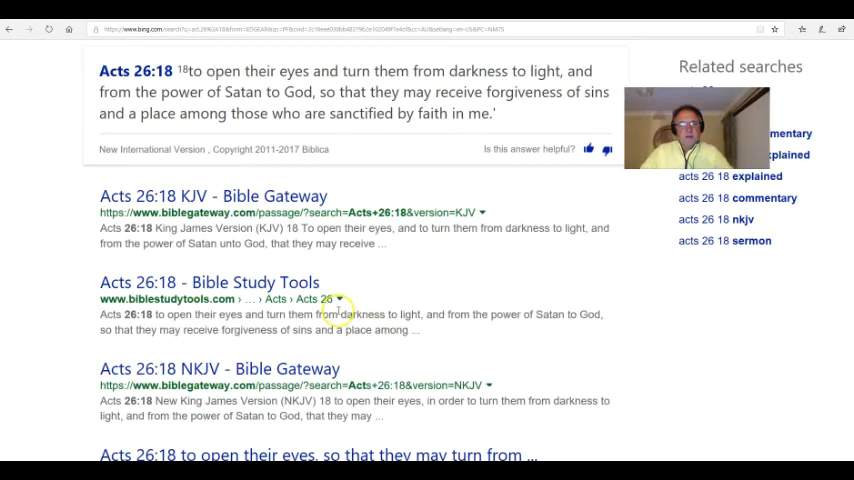 Acts 26:18 18to open their eyes and turn them from darkness to light, and
from the power of Satan to God, so that they may receive forgiveness of sins
and a place among those who are sanctified by faith in me.'
New International Version , Copyright 2011-2017 Biblica
Is this answer helpful?
Acts 26:18 KJV - Bible Gateway
https://www.biblegateway.com/passage/?search=Acts+26:18&version=KJV
Acts 26:18 King James Version (KJV) 18 To open their eyes, and to turn them from darkness to light,
and from the power of Satan unto God, that they may receive ...
Acts 26:18 - Bible Study Tools
www.biblestudytools.com › ... › Acts › Acts 26
Acts 26:18 to open their eyes and turn them from darkness to light, and from the power of Satan to God,
so that they may receive forgiveness of sins and a place among ...
Acts 26:18 NKJV - Bible Gateway
https://www.biblegateway.com/passage/?search=Acts+26:18&version=NKJV
Acts 26:18 New King James Version (NKJV) 18 to open their eyes, in order to turn them from darkness to
light, and from the power of Satan to God, that they may ...
Acts 26:18 to open their eyes, so that they may turn from ...
Related searches
acts 26 18 explained
acts 26 18 commentary
acts 26 18 nkjv
acts 26 18 sermon